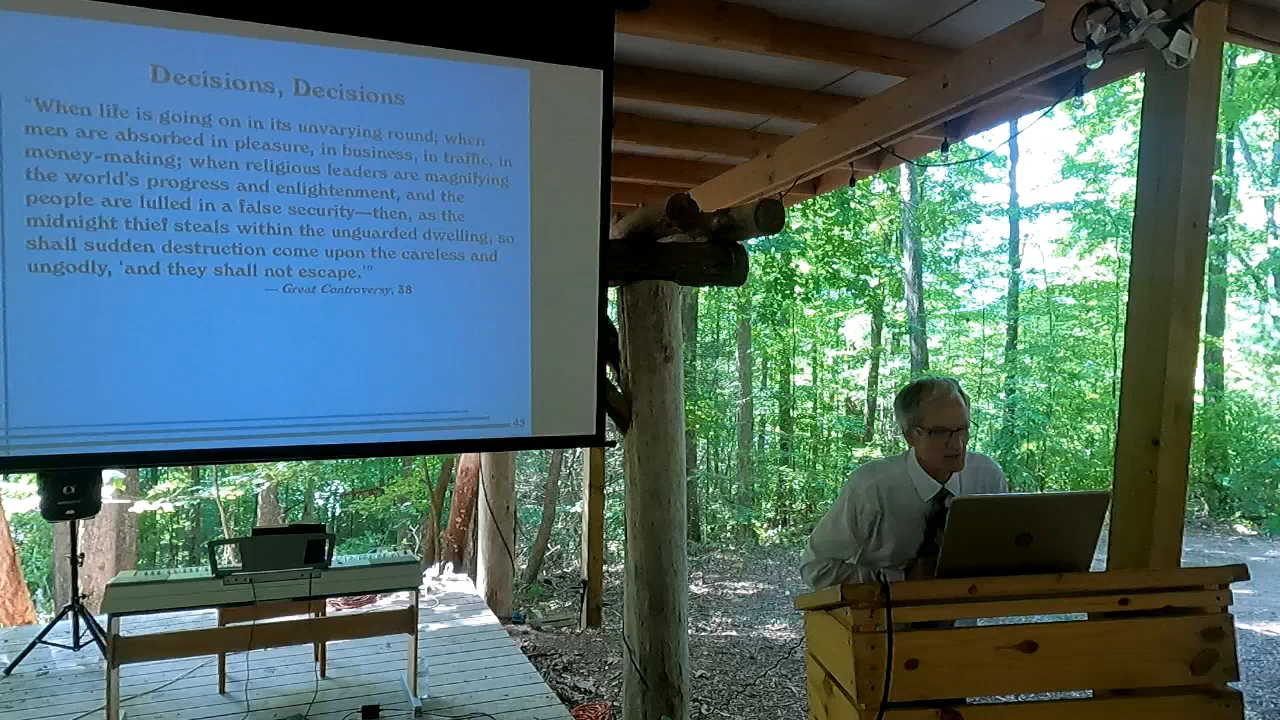 Decisions, Decisions
"When life is going on in its unvarying round; when
men are absorbed in pleasure, in business, in traffic, in
money-making; when religious leaders are magnifying
the world's progress and enlightenment, and the
people are lulled in a false security—then, as the
midnight thief steals within the unguarded dwelling, so
shall sudden destruction come upon the careless and
ungodly, 'and they shall not escape.'"
— Great Controversy, 38
43